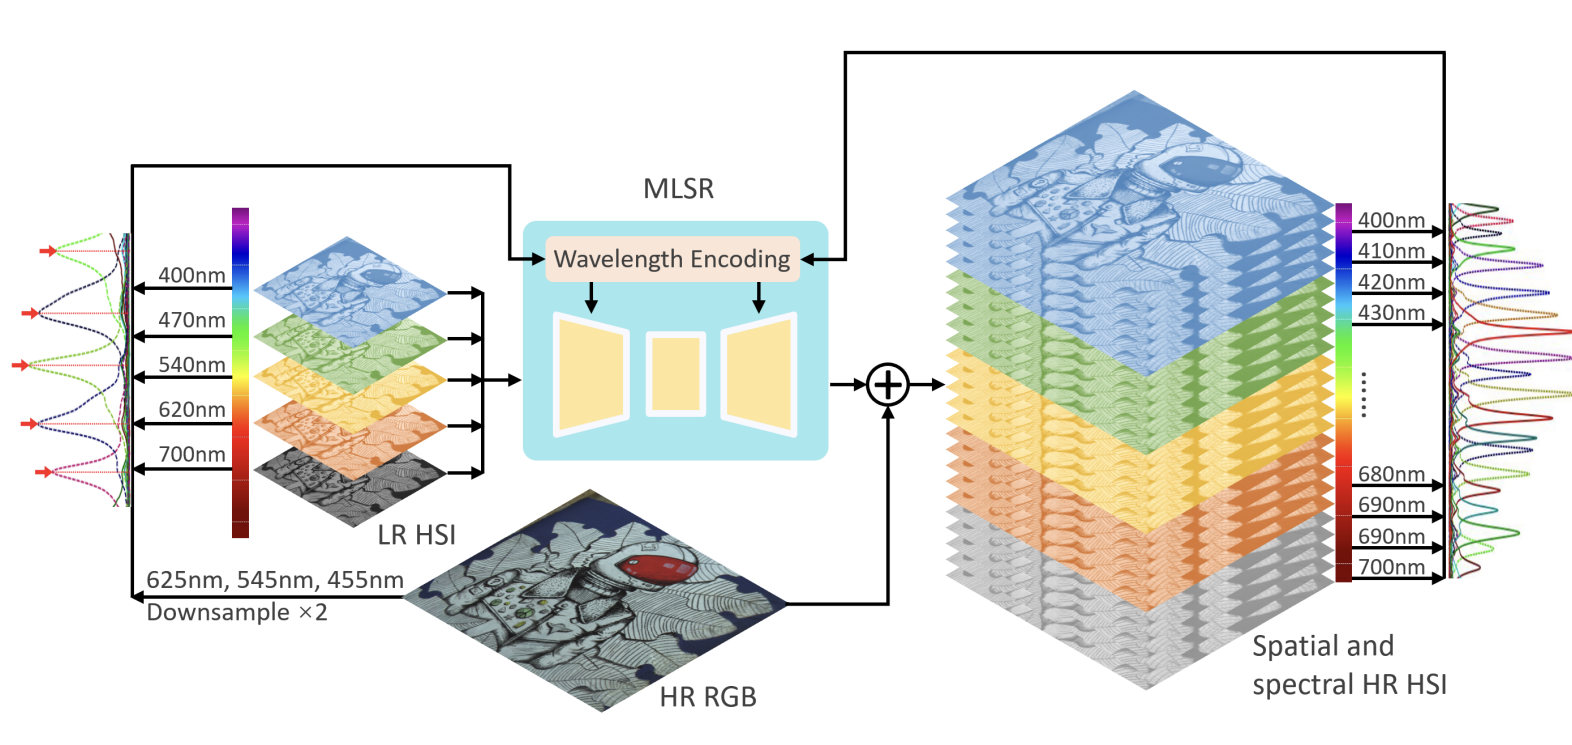 MLSR
Wavelength Encoding
400nm
470nm
540nm
620nm
700nm
LR HSI
625nm, 545nm, 455nm
Downsample ×2
HR RGB
400nm
410nm
420nm
430nm
......
680nm
690nm
690nm
700nm
Spatial and
spectral HR HSI